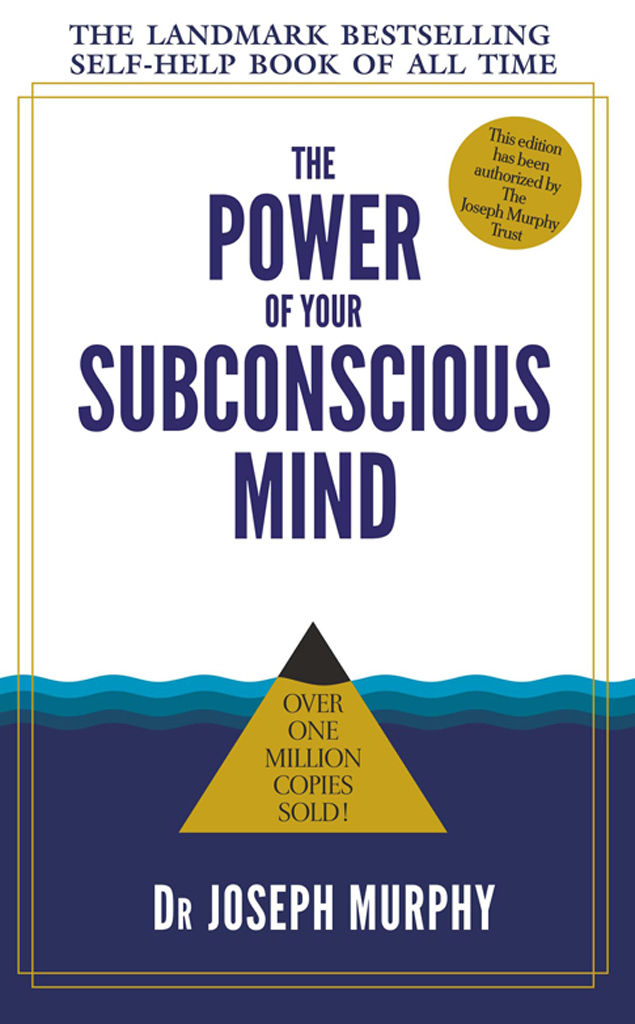 THE LANDMARK BESTSELLING
SELF-HELP BOOK OF ALL TIME
This edition
has been
authorized by
The
Joseph Murphy
Trust
THE
POWER
OF YOUR
SUBCONSCIOUS
MIND
OVER
ONE
MILLION
COPIES
SOLD!
DR JOSEPH MURPHY